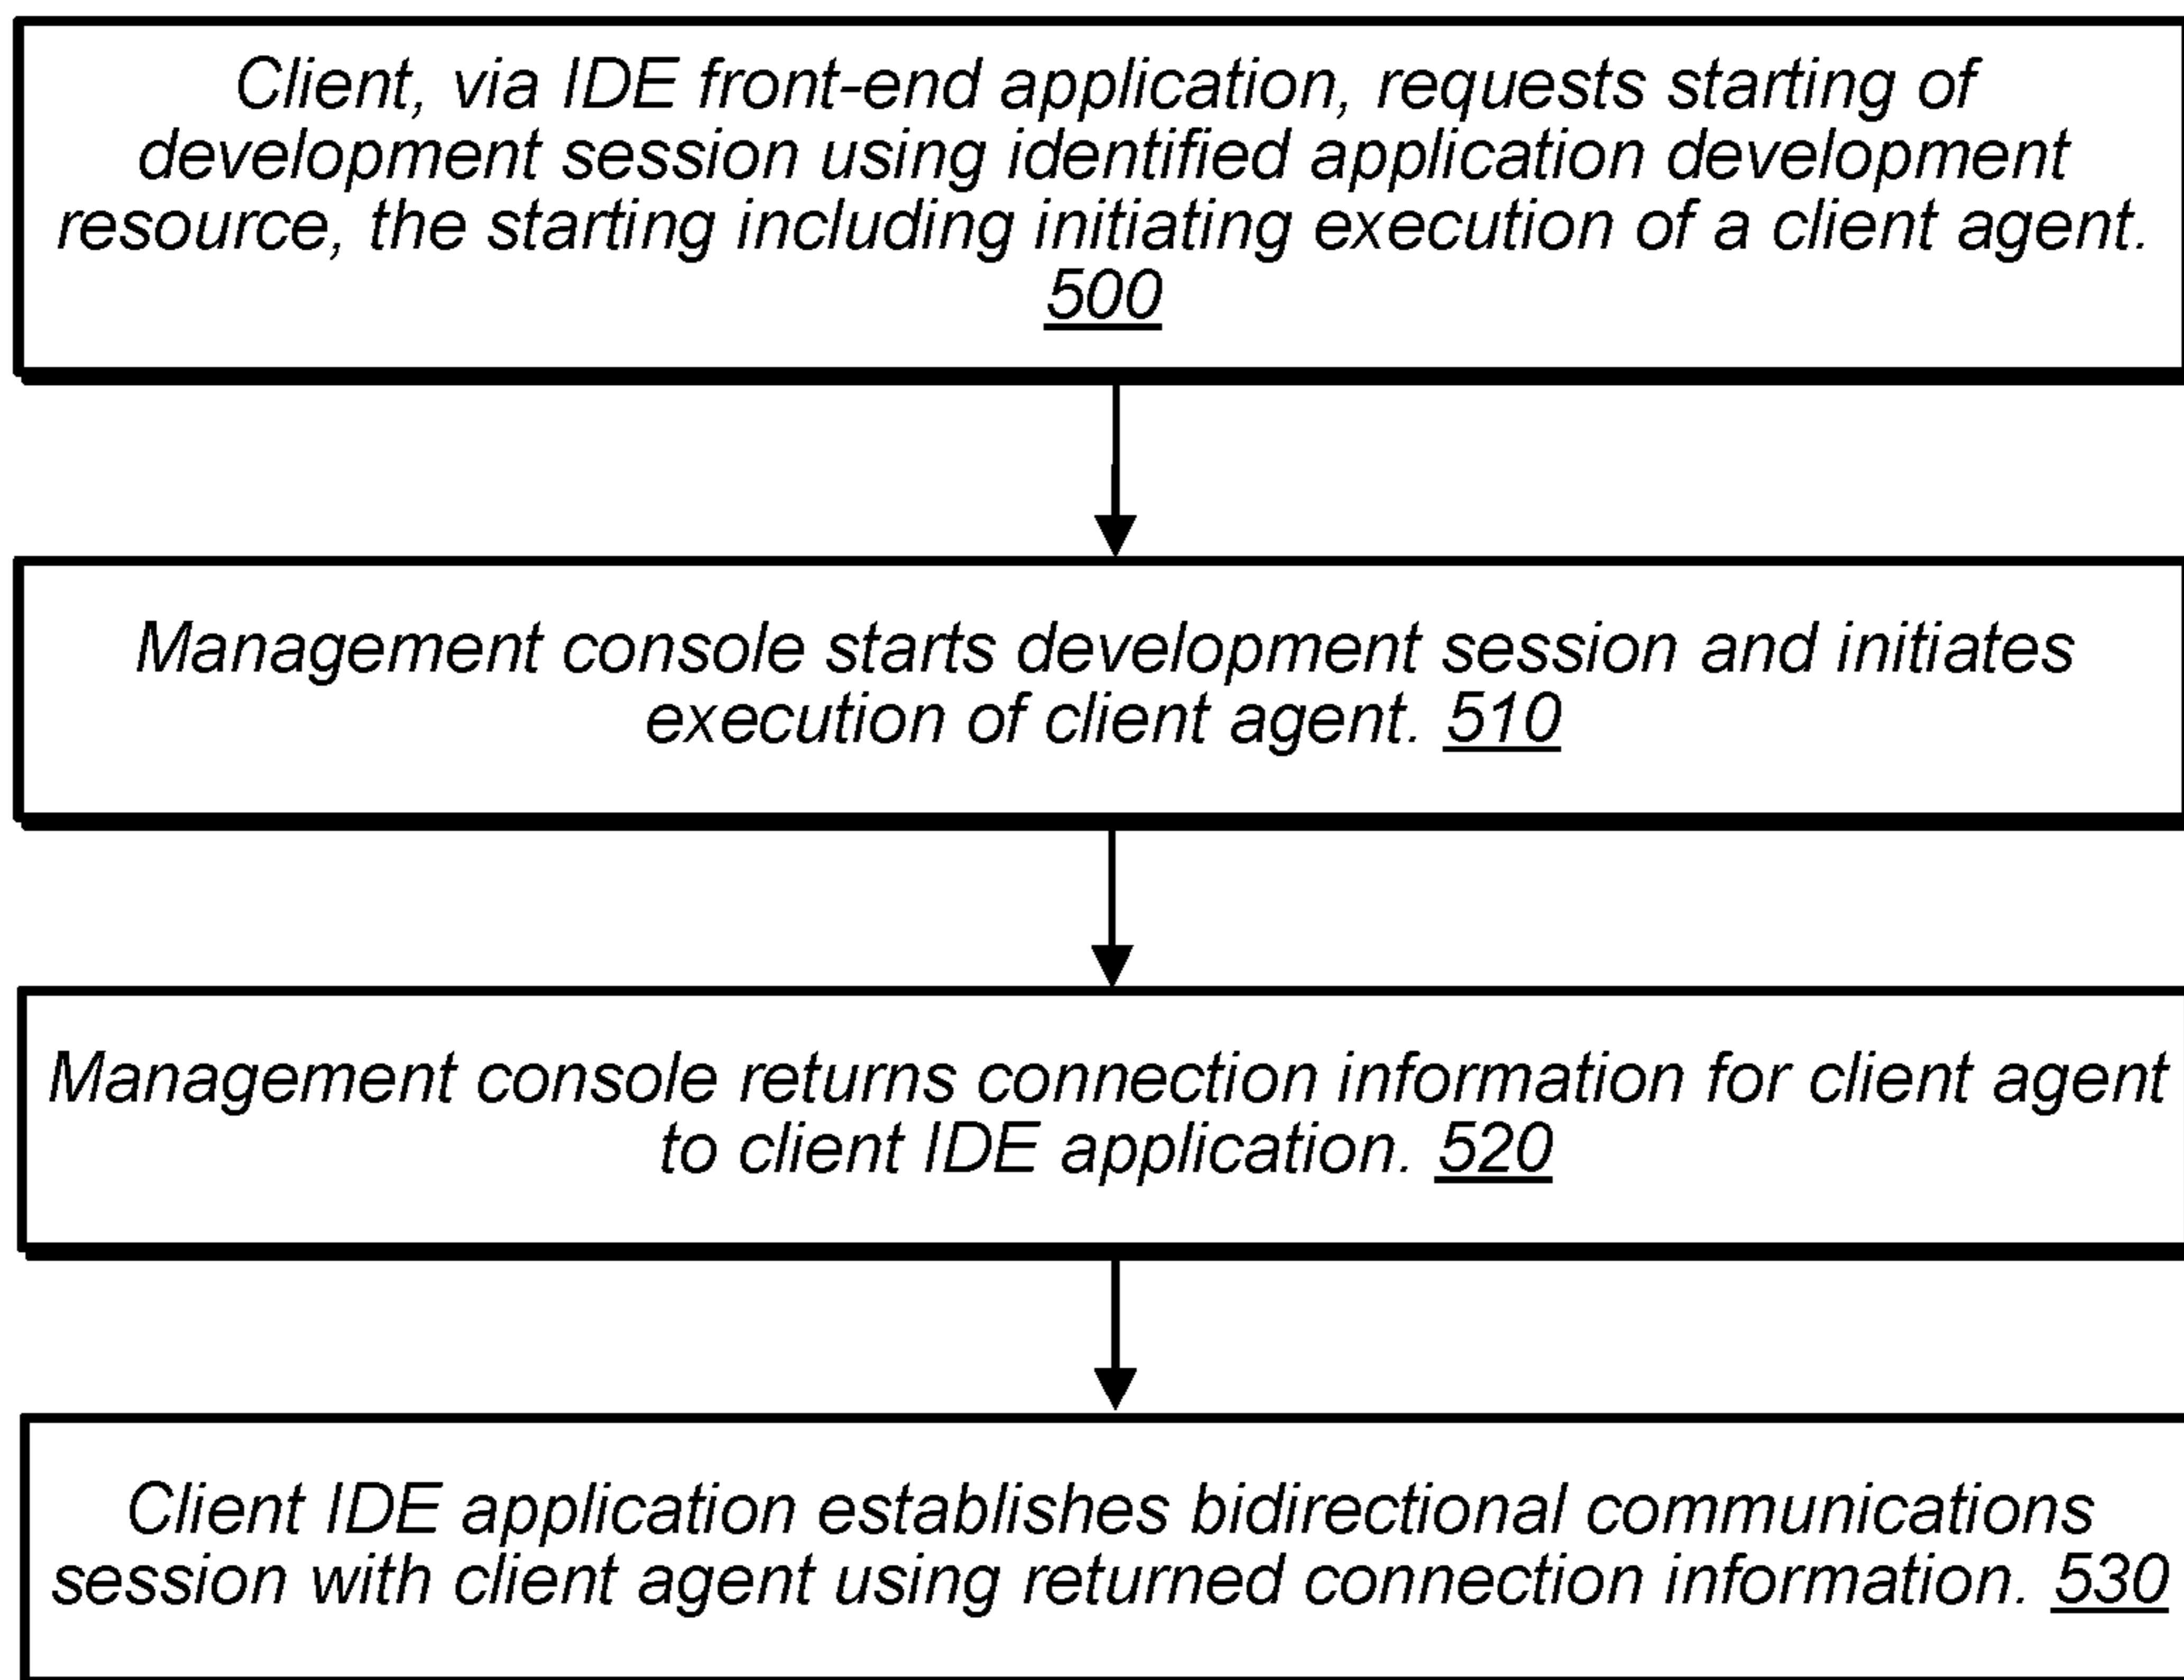 Client, via IDE front-end application, requests starting of
development session using identified application development
resource, the starting including initiating execution of a client agent.
500
Management console starts development session and initiates
execution of client agent. 510
Management console returns connection information for client agent
to client IDE application. 520
Client IDE application establishes bidirectional communications
session with client agent using returned connection information. 530